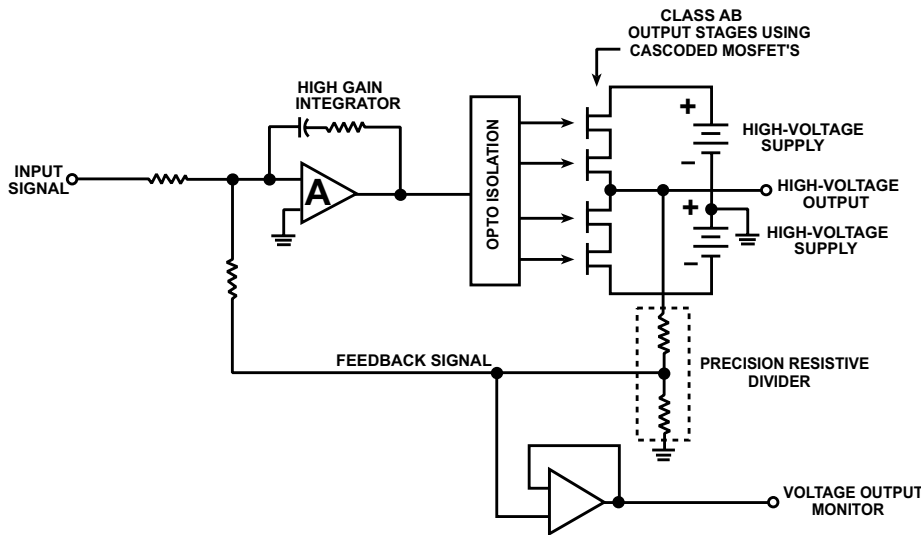 CLASS AB
OUTPUT STAGES USING
CASCODED MOSFET'S
HIGH GAIN
INTEGRATOR
+
HIGH-VOLTAGE
SUPPLY
–
INPUT
SIGNAL
A
OPTO ISOLATION
HIGH-VOLTAGE
OUTPUT
+
HIGH-VOLTAGE
SUPPLY
–
FEEDBACK SIGNAL
PRECISION RESISTIVE
DIVIDER
VOLTAGE OUTPUT
MONITOR